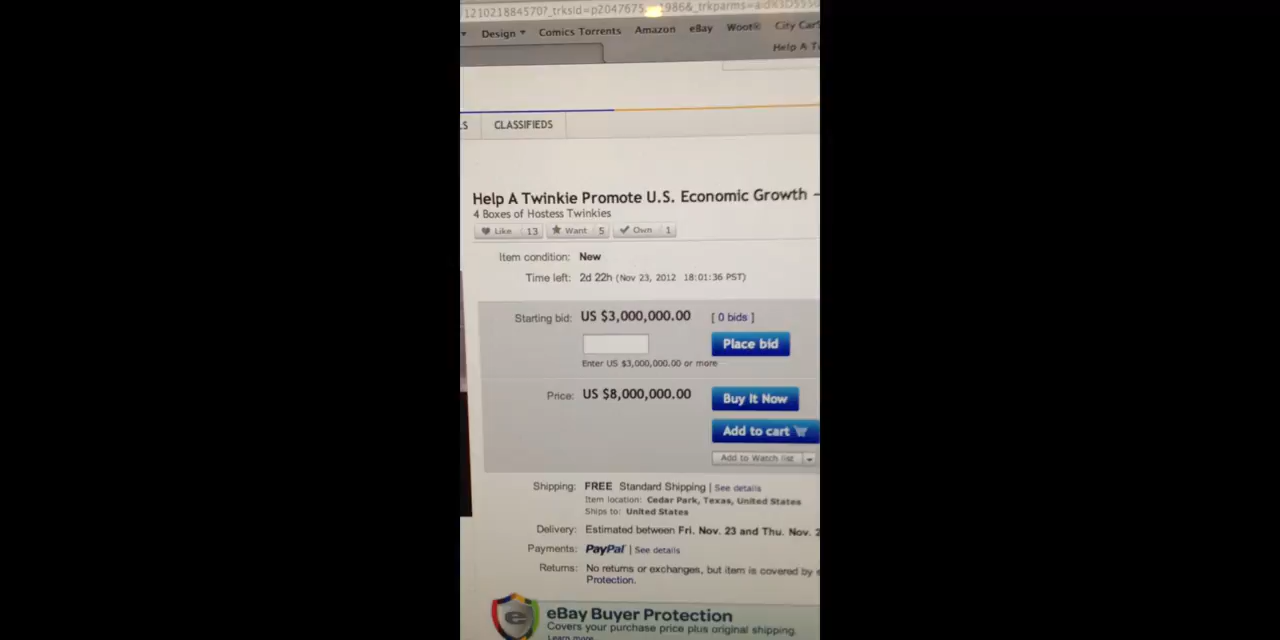 Design
Comics Torrents
Amazon
eBay
Woot®
Help A
CLASSIFIEDS
Help A Twinkie Promote U.S. Economic Growth -
4 Boxes of Hostess Twinkies
Like 13 Want 5 Own 1
Item condition: New
Time left: 2d 22h (Nov 23, 2012 18:01:36 PST)
Starting bid: US $3,000,000.00 [ 0 bids ]
Place bid
Enter US $3,000,000.00 or more
Price: US $8,000,000.00
Buy It Now
Add to cart
Add to Watch list
Shipping: FREE Standard Shipping | See details
Item location: Cedar Park, Texas, United States
Ships to: United States
Delivery: Estimated between Fri. Nov. 23 and Thu. Nov.
Payments: PayPal | See details
Returns: No returns or exchanges, but item is covered by
Protection.
eBay Buyer Protection
Covers your purchase price plus original shipping.
Learn more